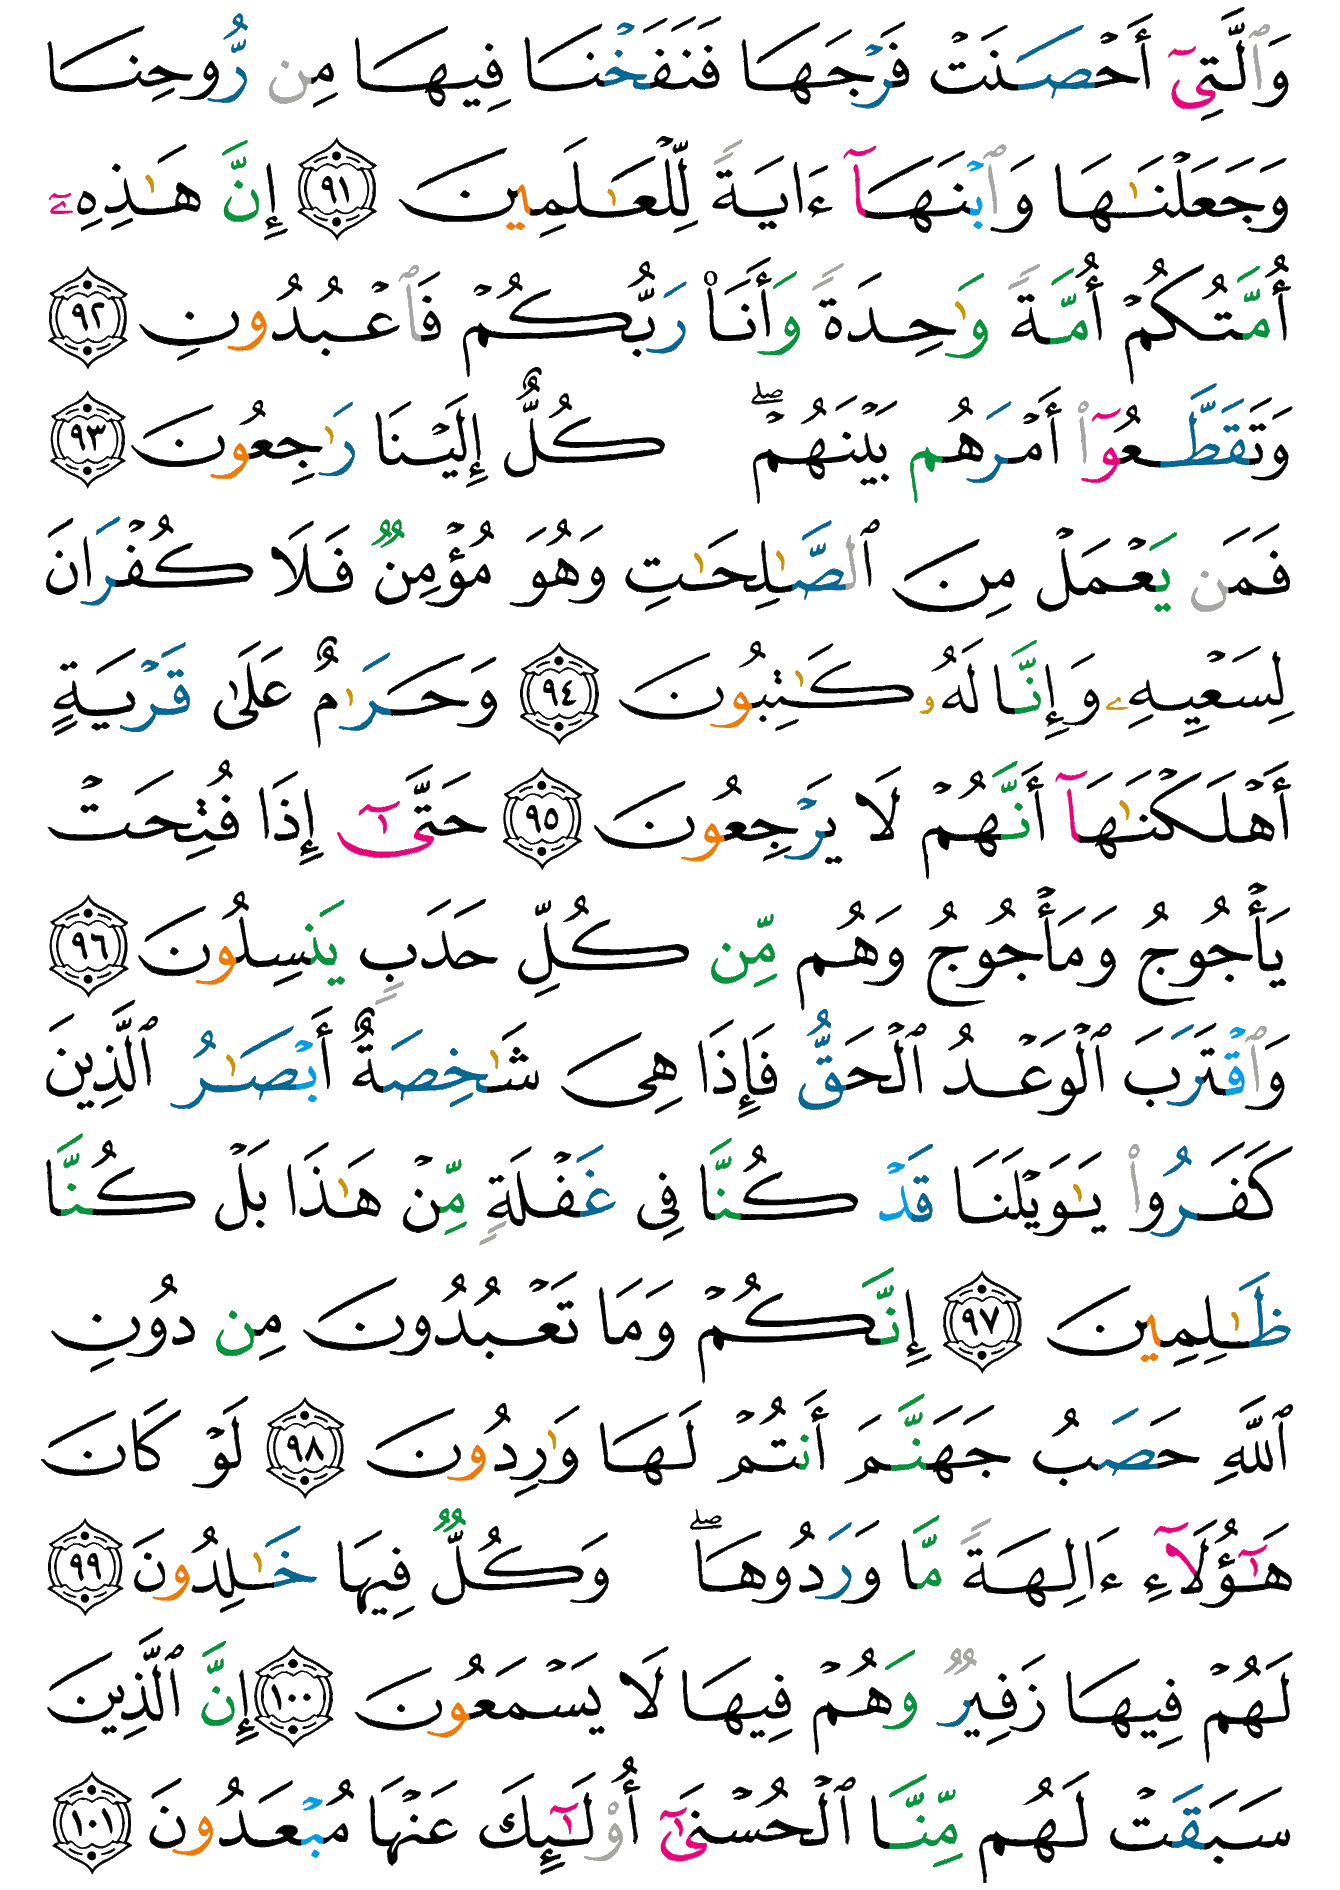 وَٱلَّتِىٓ أَحْصَنَتْ فَرْجَهَا فَنَفَخْنَا فِيهَا مِن رُّوحِنَا
وَجَعَلْنَـٰهَا وَٱبْنَهَآ ءَايَةً لِّلْعَـٰلَمِينَ ٩١ إِنَّ هَـٰذِهِۦٓ
أُمَّتُكُمْ أُمَّةً وَٰحِدَةً وَأَنَا۠ رَبُّكُمْ فَٱعْبُدُونِ ٩٢
وَتَقَطَّعُوٓا۟ أَمْرَهُم بَيْنَهُمْ ۖ كُلٌّ إِلَيْنَا رَٰجِعُونَ ٩٣
فَمَن يَعْمَلْ مِنَ ٱلصَّـٰلِحَـٰتِ وَهُوَ مُؤْمِنٌ فَلَا كُفْرَانَ
لِسَعْيِهِۦ وَإِنَّا لَهُۥ كَـٰتِبُونَ ٩٤ وَحَرَٰمٌ عَلَىٰ قَرْيَةٍ
أَهْلَكْنَـٰهَآ أَنَّهُمْ لَا يَرْجِعُونَ ٩٥ حَتَّىٰٓ إِذَا فُتِحَتْ
يَأْجُوجُ وَمَأْجُوجُ وَهُم مِّن كُلِّ حَدَبٍ يَنسِلُونَ ٩٦
وَٱقْتَرَبَ ٱلْوَعْدُ ٱلْحَقُّ فَإِذَا هِىَ شَـٰخِصَةٌ أَبْصَـٰرُ ٱلَّذِينَ
كَفَرُوا۟ يَـٰوَيْلَنَا قَدْ كُنَّا فِى غَفْلَةٍ مِّنْ هَـٰذَا بَلْ كُنَّا
ظَـٰلِمِينَ ٩٧ إِنَّكُمْ وَمَا تَعْبُدُونَ مِن دُونِ
ٱللَّهِ حَصَبُ جَهَنَّمَ أَنتُمْ لَهَا وَٰرِدُونَ ٩٨ لَوْ كَانَ
هَـٰٓؤُلَآءِ ءَالِهَةً مَّا وَرَدُوهَا ۖ وَكُلٌّ فِيهَا خَـٰلِدُونَ ٩٩
لَهُمْ فِيهَا زَفِيرٌ وَهُمْ فِيهَا لَا يَسْمَعُونَ ١٠٠ إِنَّ ٱلَّذِينَ
سَبَقَتْ لَهُم مِّنَّا ٱلْحُسْنَىٰٓ أُو۟لَـٰٓئِكَ عَنْهَا مُبْعَدُونَ ١٠١